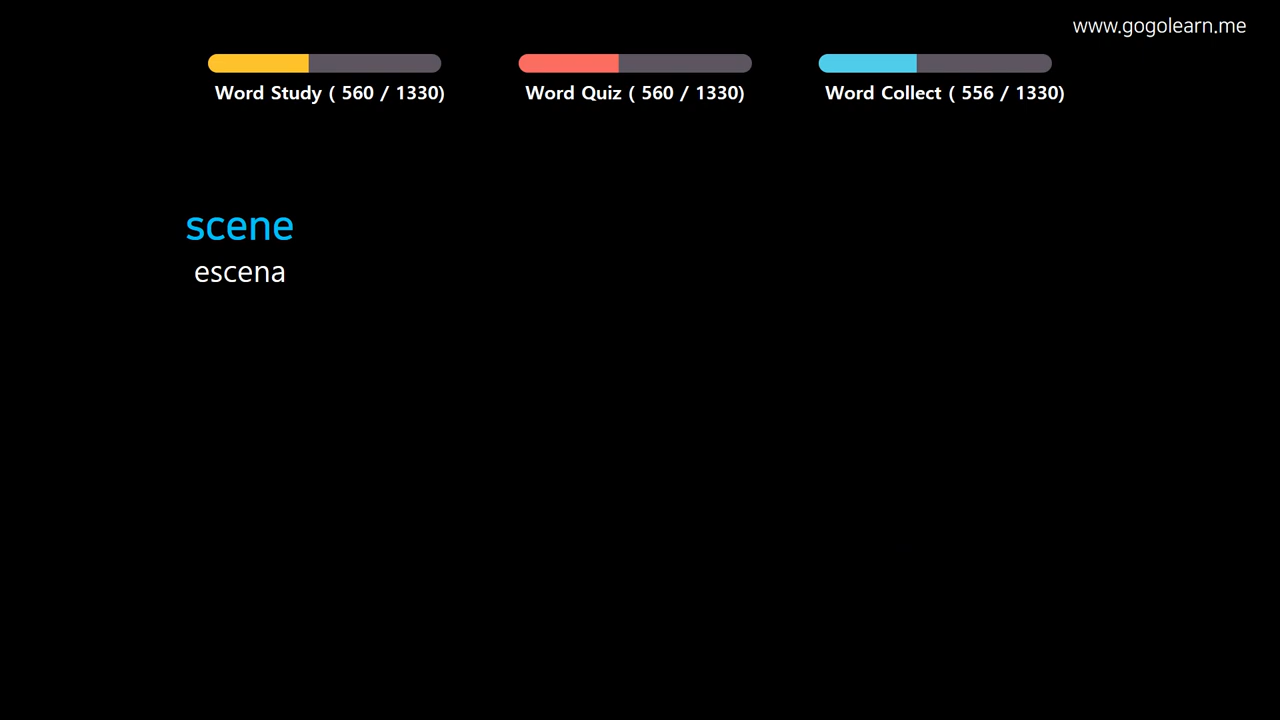 www.gogolearn.me
Word Study ( 560 / 1330)
Word Quiz ( 560 / 1330)
Word Collect ( 556 / 1330)
scene
escena